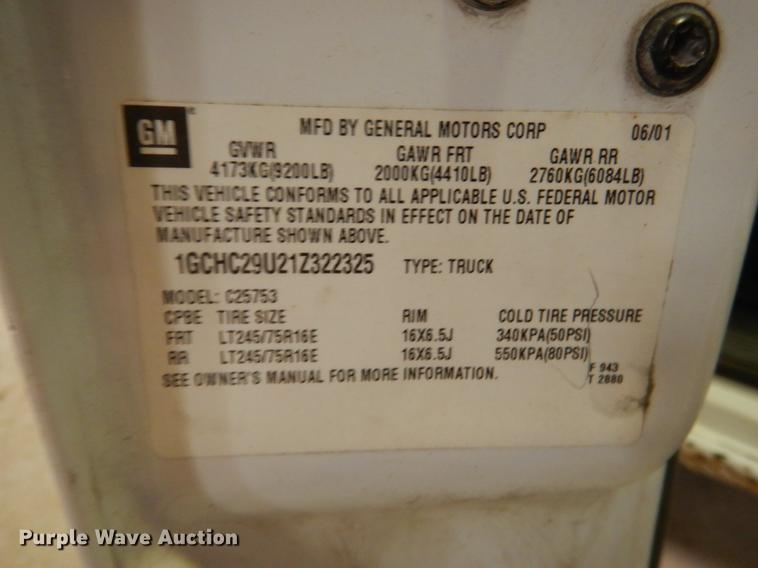 GM
MFD BY GENERAL MOTORS CORP 06/01
GVWR GAWR FRT GAWR RR
4173KG(9200LB) 2000KG(4410LB) 2760KG(6084LB)
THIS VEHICLE CONFORMS TO ALL APPLICABLE U.S. FEDERAL MOTOR
VEHICLE SAFETY STANDARDS IN EFFECT ON THE DATE OF
MANUFACTURE SHOWN ABOVE.
1GCHC29U21Z322325 TYPE: TRUCK
MODEL: C25753
CPBE TIRE SIZE RIM COLD TIRE PRESSURE
FRT LT245/75R16E 16X6.5J 340KPA(50PSI)
RR LT245/75R16E 16X6.5J 550KPA(80PSI)
SEE OWNER'S MANUAL FOR MORE INFORMATION.
F 943
T 2880
Purple Wave Auction